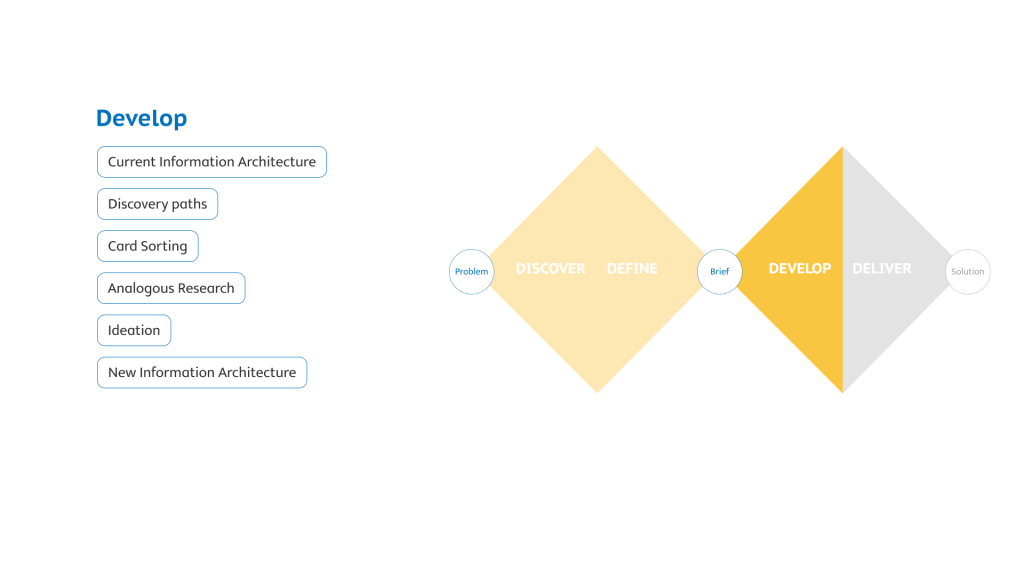 Develop
Current Information Architecture
Discovery paths
Card Sorting
Analogous Research
Ideation
New Information Architecture
Problem
DISCOVER
DEFINE
Brief
DEVELOP
DELIVER
Solution